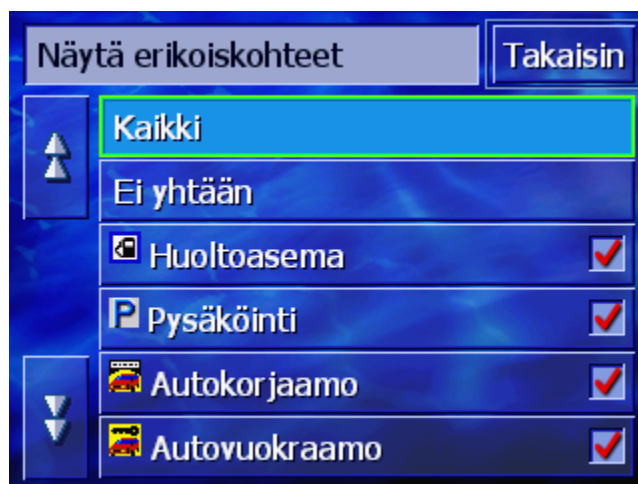 Näytä erikoiskohteet
Takaisin
Kaikki
Ei yhtään
Huoltoasema
P Pysäköinti
Autokorjaamo
Autovuokraamo